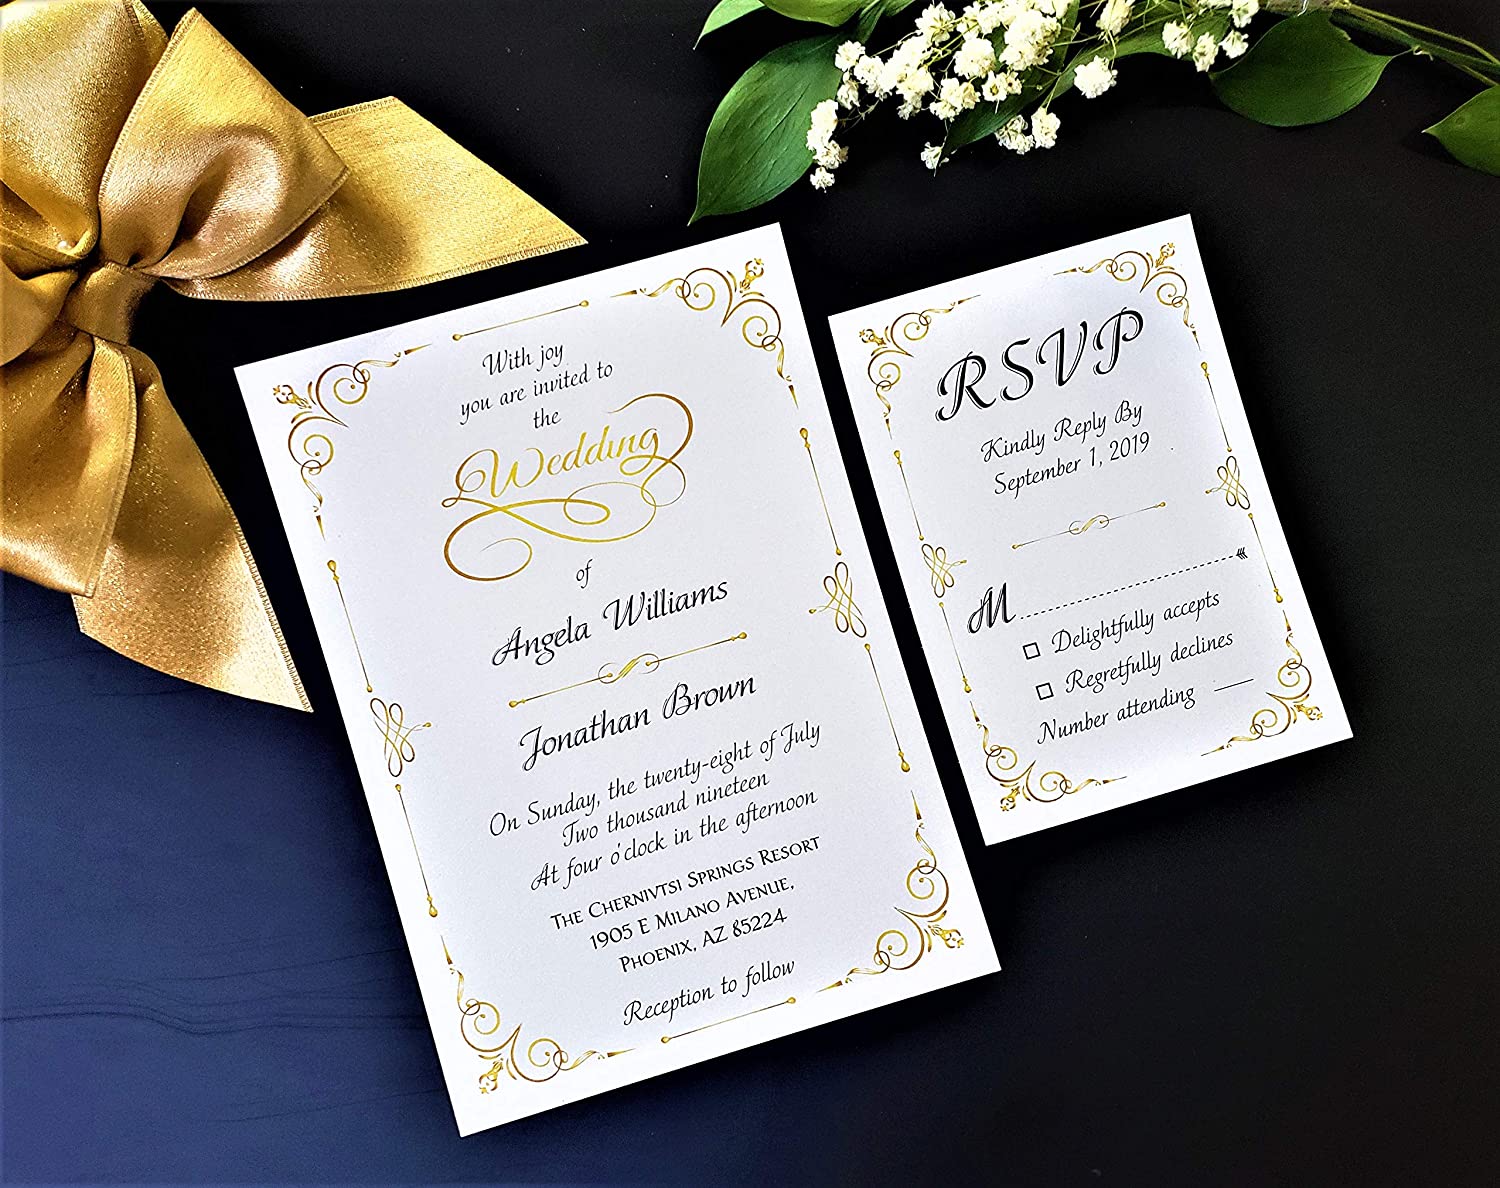 With joy
you are invited to
the
Wedding
of
Angela Williams
Jonathan Brown
On Sunday, the twenty-eight of July
Two thousand nineteen
At four o'clock in the afternoon
The Chernivtsi Springs Resort
1905 E Milano Avenue,
Phoenix, AZ 85224
Reception to follow
RSVP
Kindly Reply By
September 1, 2019
M
Delightfully accepts
Regretfully declines
Number attending